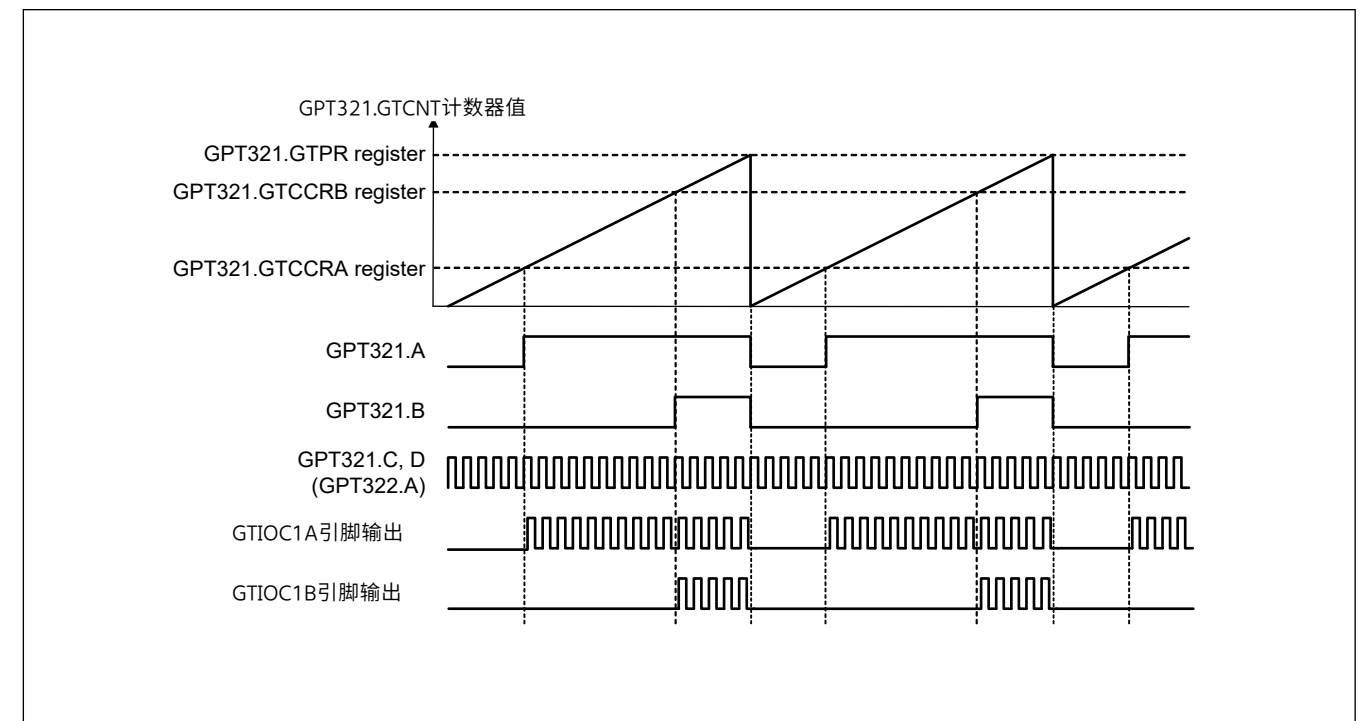 GPT321.GTCNT计数器值
GPT321.GTPR register
GPT321.GTCCRB register
GPT321.GTCCRA register
GPT321.A
GPT321.B
GPT321.C, D
(GPT322.A)
GTIOC1A引脚输出
GTIOC1B引脚输出